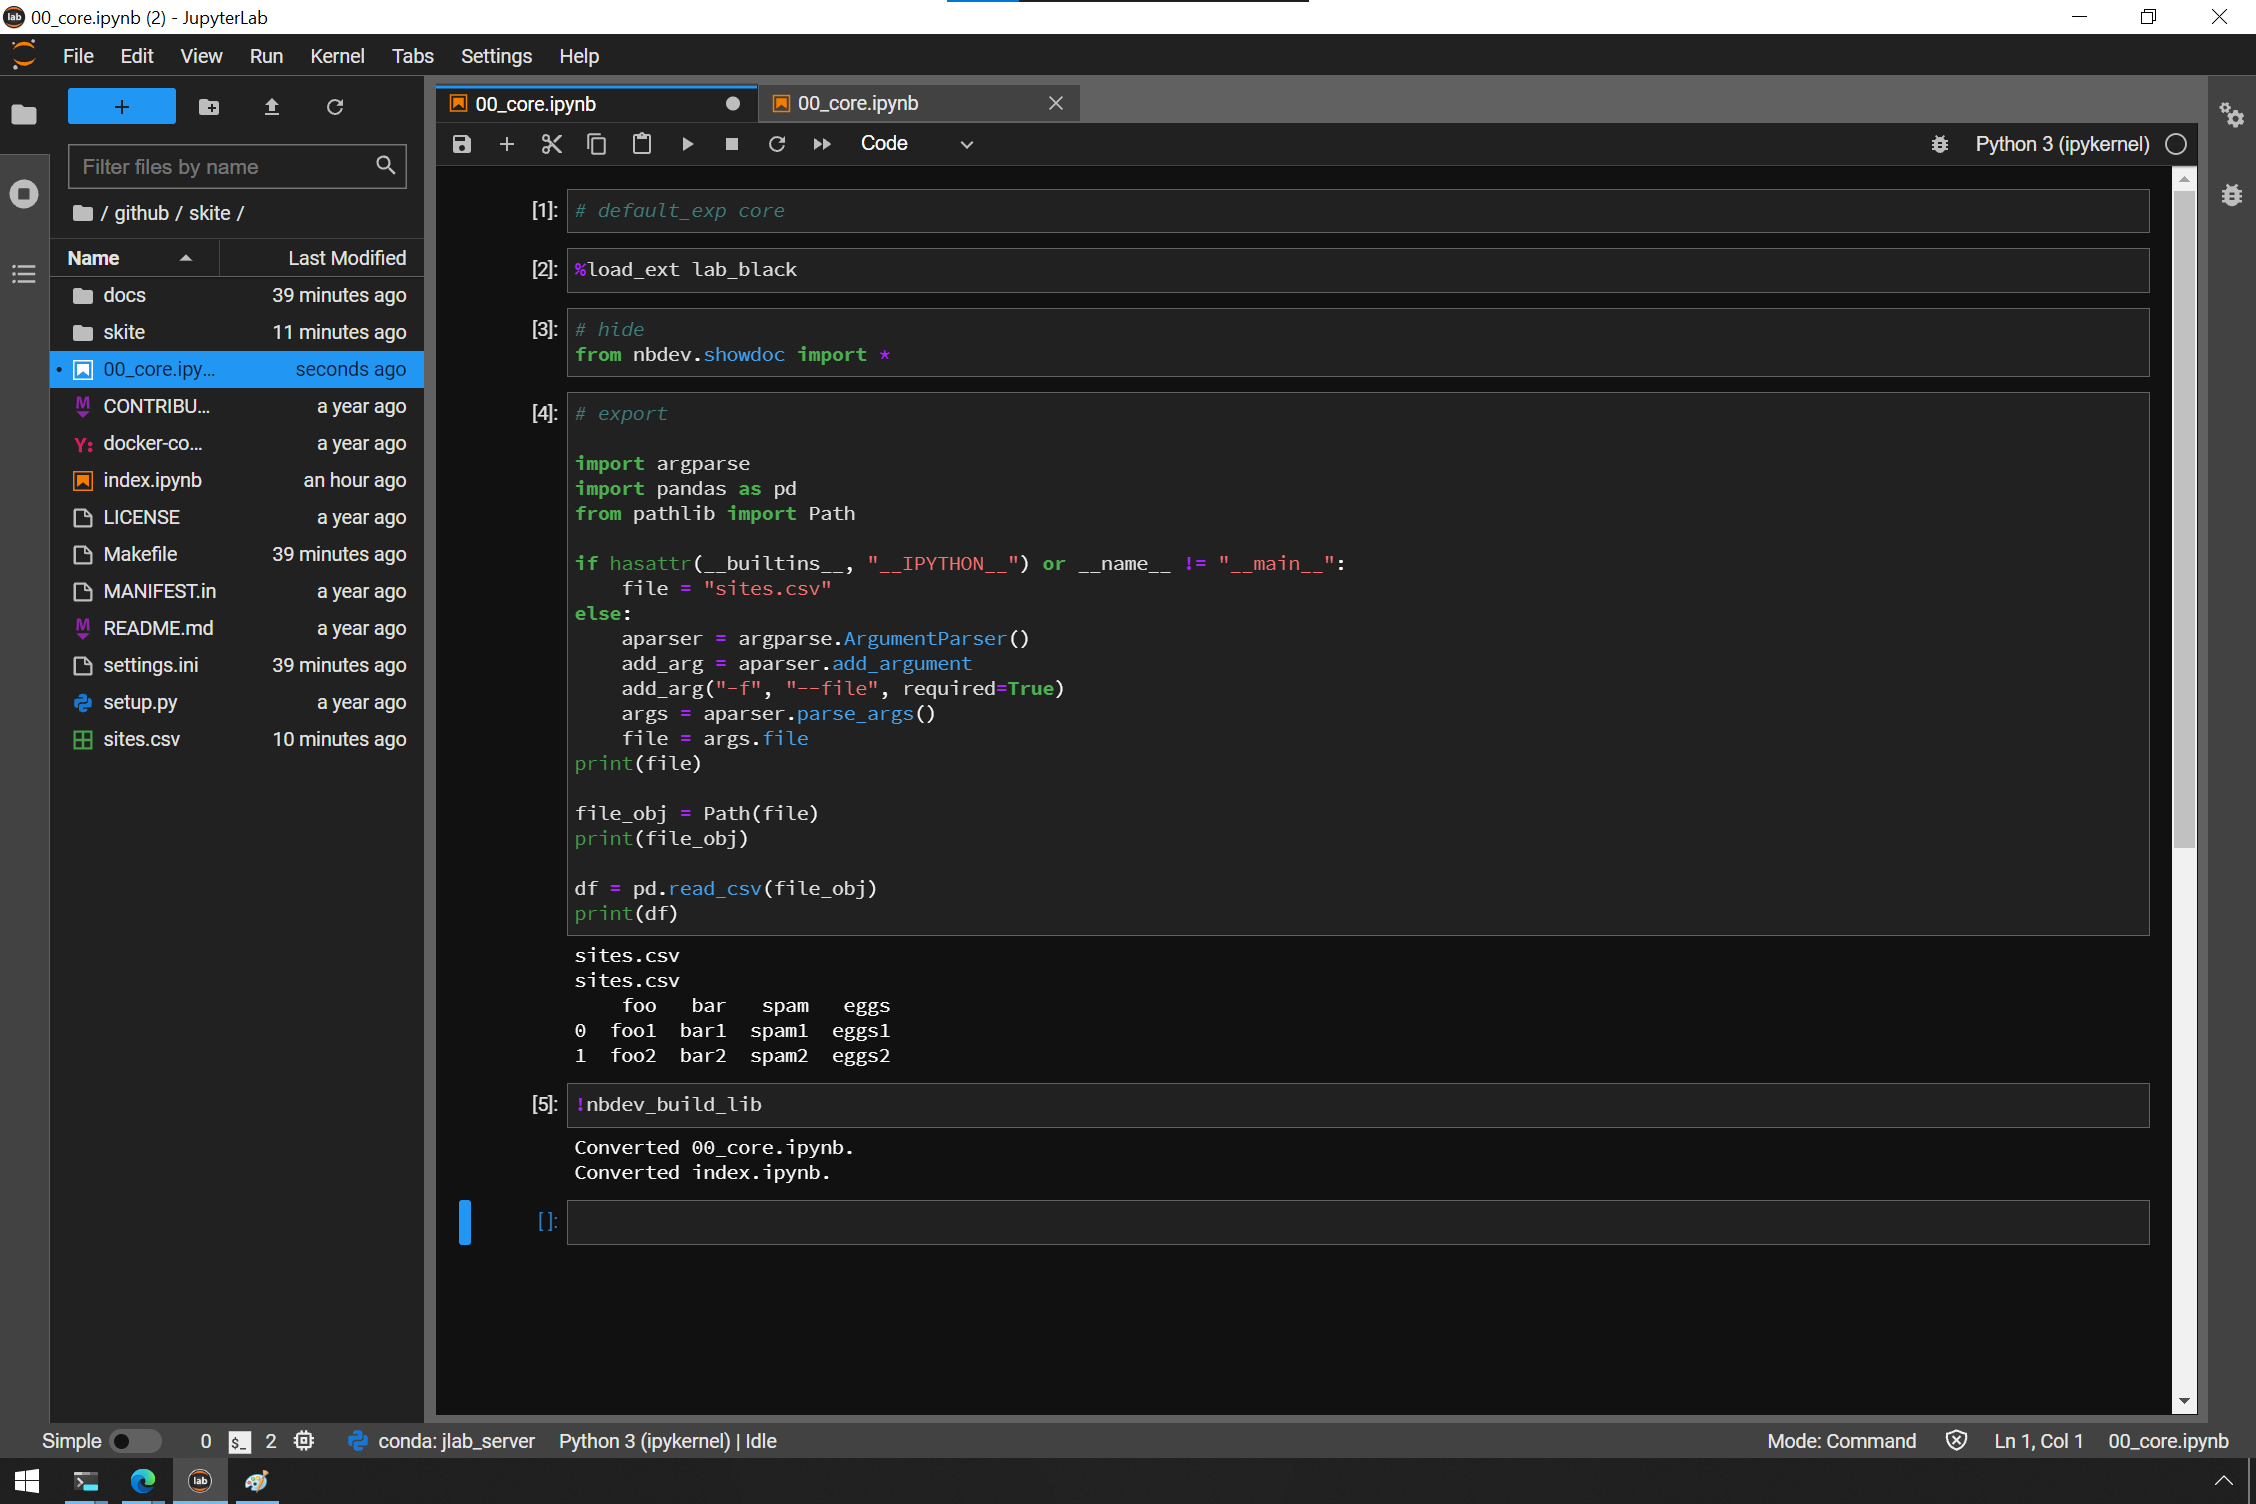 00_core.ipynb (2) - JupyterLab
File Edit View Run Kernel Tabs Settings Help
00_core.ipynb
00_core.ipynb
Filter files by name
Code
Python 3 (ipykernel)
/ github / skite /
Name Last Modified
docs 39 minutes ago
skite 11 minutes ago
00_core.ipy... seconds ago
CONTRIBU... a year ago
docker-co... a year ago
index.ipynb an hour ago
LICENSE a year ago
Makefile 39 minutes ago
MANIFEST.in a year ago
README.md a year ago
settings.ini 39 minutes ago
setup.py a year ago
sites.csv 10 minutes ago
[1]: # default_exp core
[2]: %load_ext lab_black
[3]: # hide
from nbdev.showdoc import *
[4]: # export
import argparse
import pandas as pd
from pathlib import Path
if hasattr(__builtins__, "__IPYTHON__") or __name__ != "__main__":
    file = "sites.csv"
else:
    aparser = argparse.ArgumentParser()
    add_arg = aparser.add_argument
    add_arg("-f", "--file", required=True)
    args = aparser.parse_args()
    file = args.file
print(file)
file_obj = Path(file)
print(file_obj)
df = pd.read_csv(file_obj)
print(df)
sites.csv
sites.csv
    foo   bar   spam   eggs
0  foo1  bar1  spam1  eggs1
1  foo2  bar2  spam2  eggs2
[5]: !nbdev_build_lib
Converted 00_core.ipynb.
Converted index.ipynb.
[ ]:
Simple 0 $_ 2 conda: jlab_server Python 3 (ipykernel) | Idle Mode: Command Ln 1, Col 1 00_core.ipynb
lab